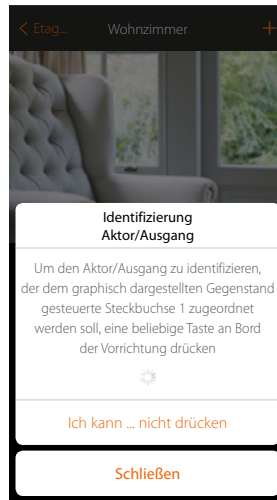 < Etag...
Wohnzimmer
+
Identifizierung
Aktor/Ausgang
Um den Aktor/Ausgang zu identifizieren,
der dem graphisch dargestellten Gegenstand
gesteuerte Steckbuchse 1 zugeordnet
werden soll, eine beliebige Taste an Bord
der Vorrichtung drücken
Ich kann ... nicht drücken
Schließen